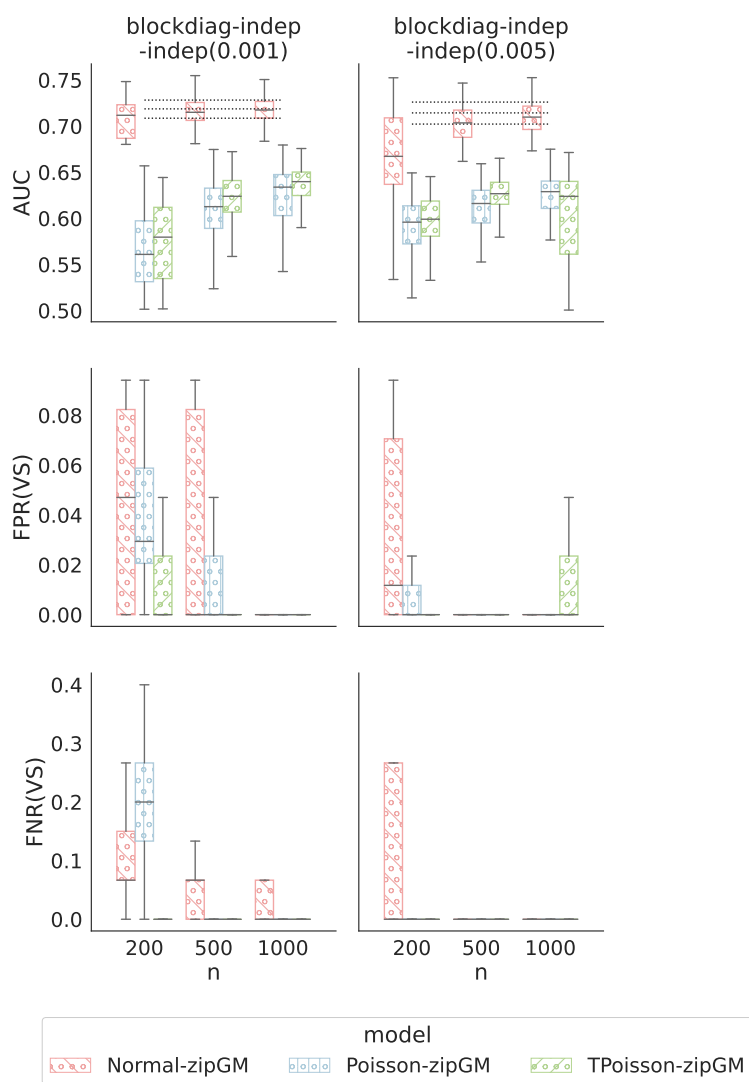 blockdiag-indep
-indep(0.001)
blockdiag-indep
-indep(0.005)
AUC
0.75
0.70
0.65
0.60
0.55
0.50
FPR(VS)
0.08
0.06
0.04
0.02
0.00
FNR(VS)
0.4
0.3
0.2
0.1
0.0
200 500 1000
n
200 500 1000
n
model
Normal-zipGM Poisson-zipGM TPoisson-zipGM